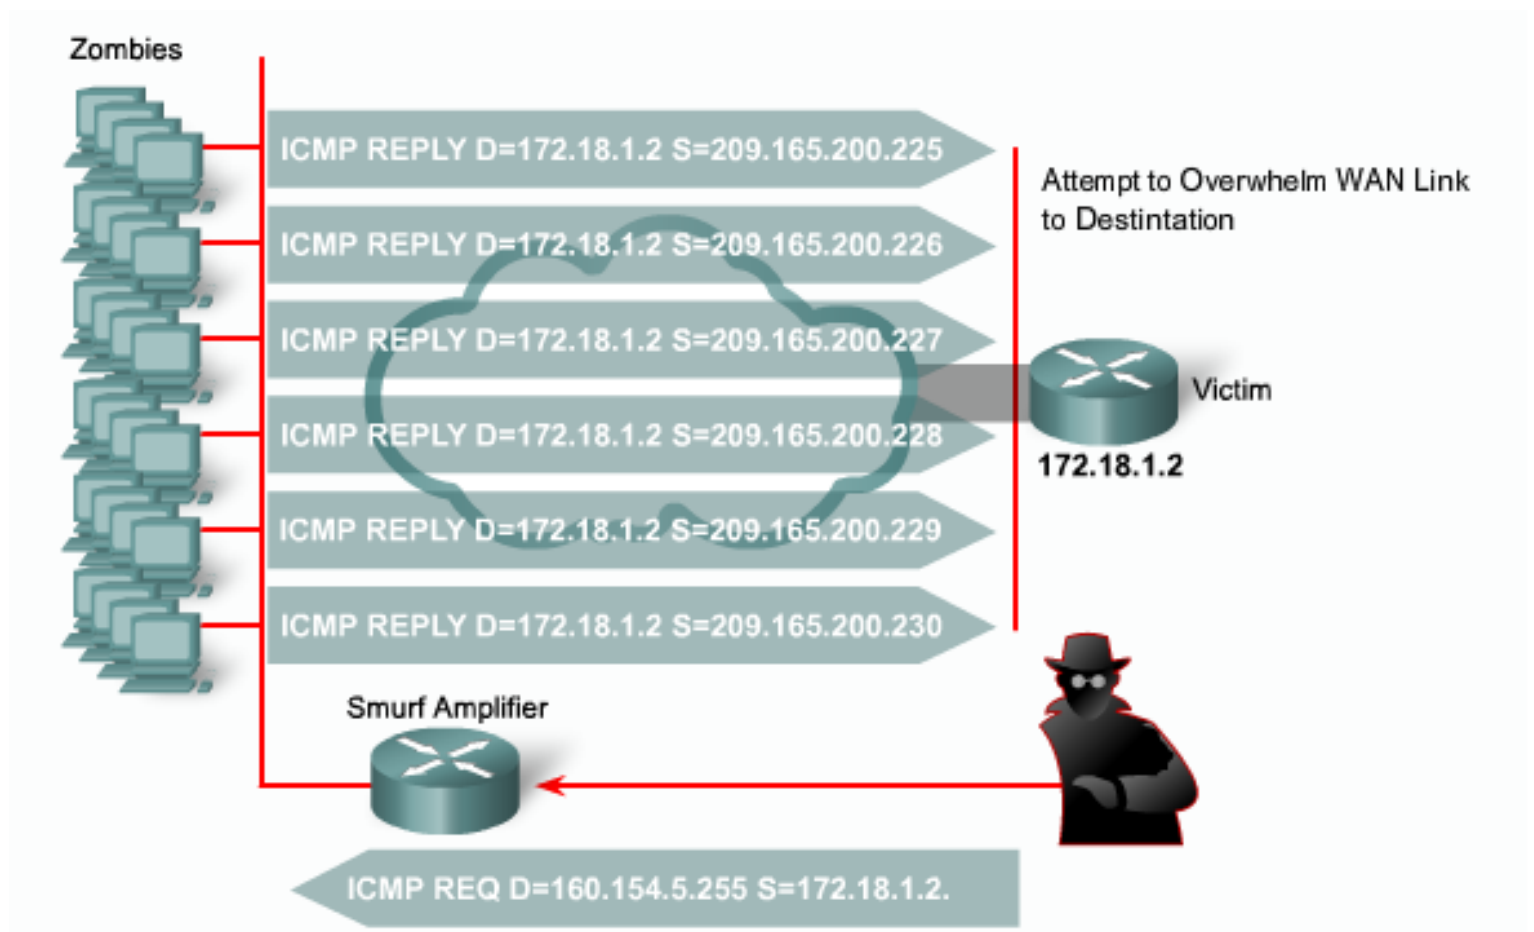 Zombies
ICMP REPLY D=172.18.1.2 S=209.165.200.225
Attempt to Overwhelm WAN Link
to Destintation
ICMP REPLY D=172.18.1.2 S=209.165.200.226
ICMP REPLY D=172.18.1.2 S=209.165.200.227
Victim
172.18.1.2
ICMP REPLY D=172.18.1.2 S=209.165.200.228
ICMP REPLY D=172.18.1.2 S=209.165.200.229
ICMP REPLY D=172.18.1.2 S=209.165.200.230
Smurf Amplifier
ICMP REQ D=160.154.5.255 S=172.18.1.2.